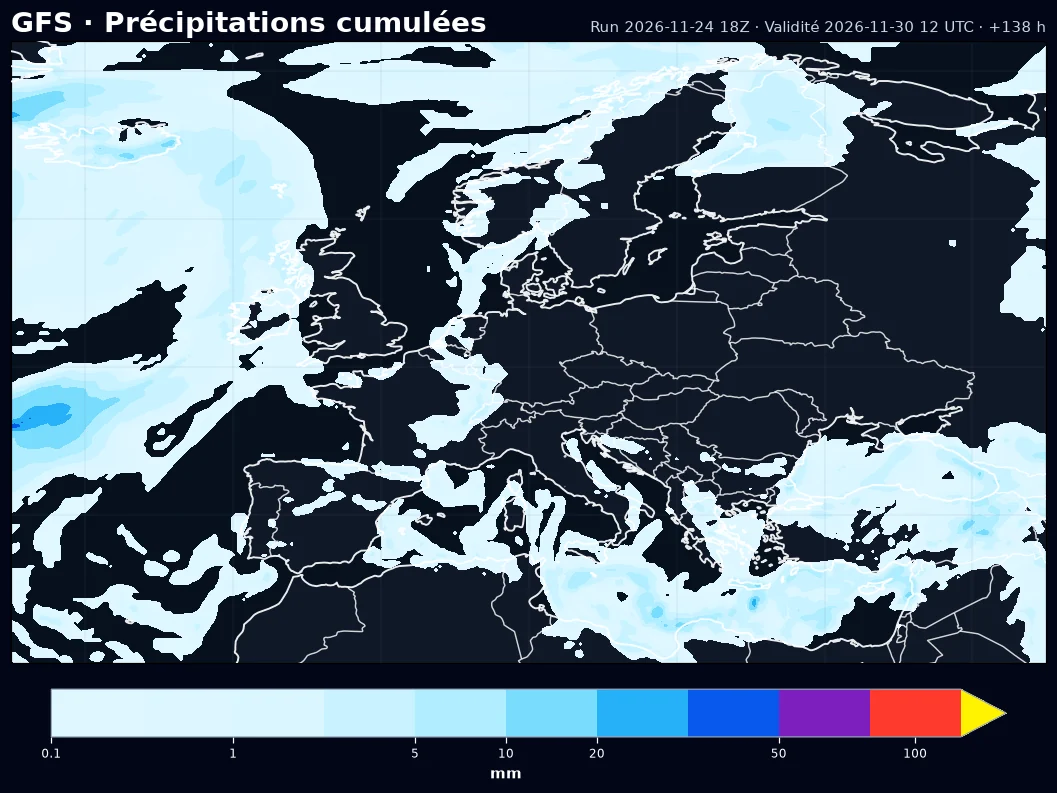 GFS · Précipitations cumulées
Run 2026-11-24 18Z · Validité 2026-11-30 12 UTC · +138 h
0.1 1 5 10 20 50 100
mm